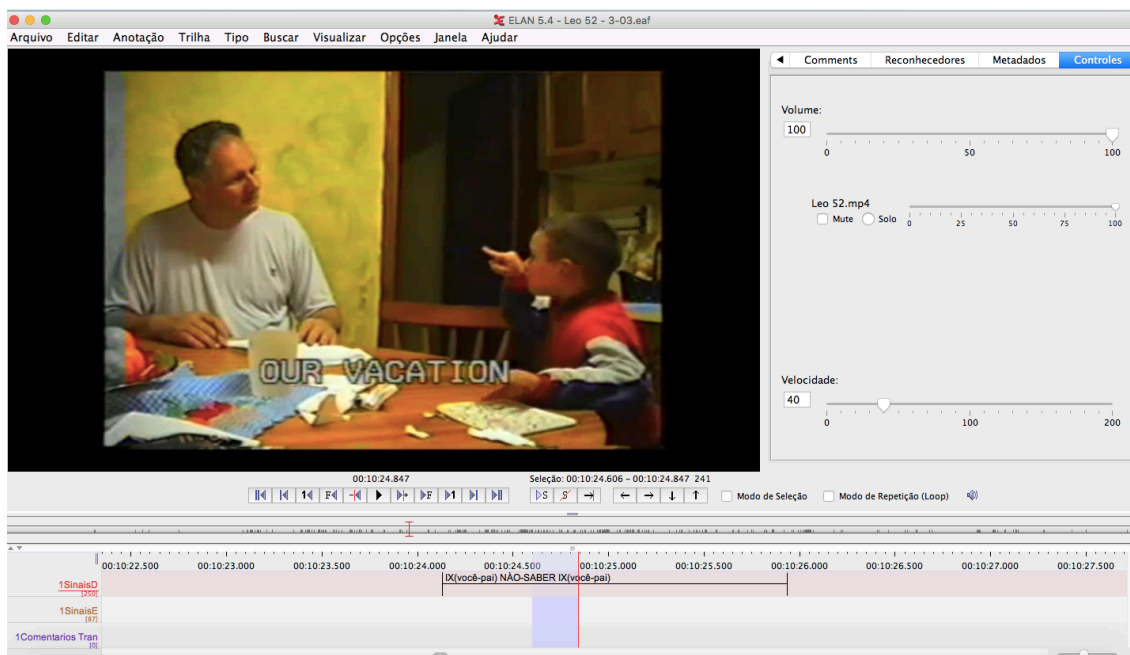 ELAN 5.4 - Leo 52 - 3-03.eaf
Arquivo Editar Anotação Trilha Tipo Buscar Visualizar Opções Janela Ajudar
Comments Reconhecedores Metadados Controles
Volume:
100
0 50 100
Leo 52.mp4
Mute Solo
0 25 50 75 100
OUR VACATION
Velocidade:
40
0 100 200
00:10:24.847
Seleção: 00:10:24.606 – 00:10:24.847 241
Modo de Seleção
Modo de Repetição (Loop)
00:10:22.500 00:10:23.000 00:10:23.500 00:10:24.000 00:10:24.500 00:10:25.000 00:10:25.500 00:10:26.000 00:10:26.500 00:10:27.000 00:10:27.500
IX(você-pai) NÀO-SABER IX(você-pai)
1SinaisD
[250]
1SinaisE
[87]
1Comentarios Tran
[0]